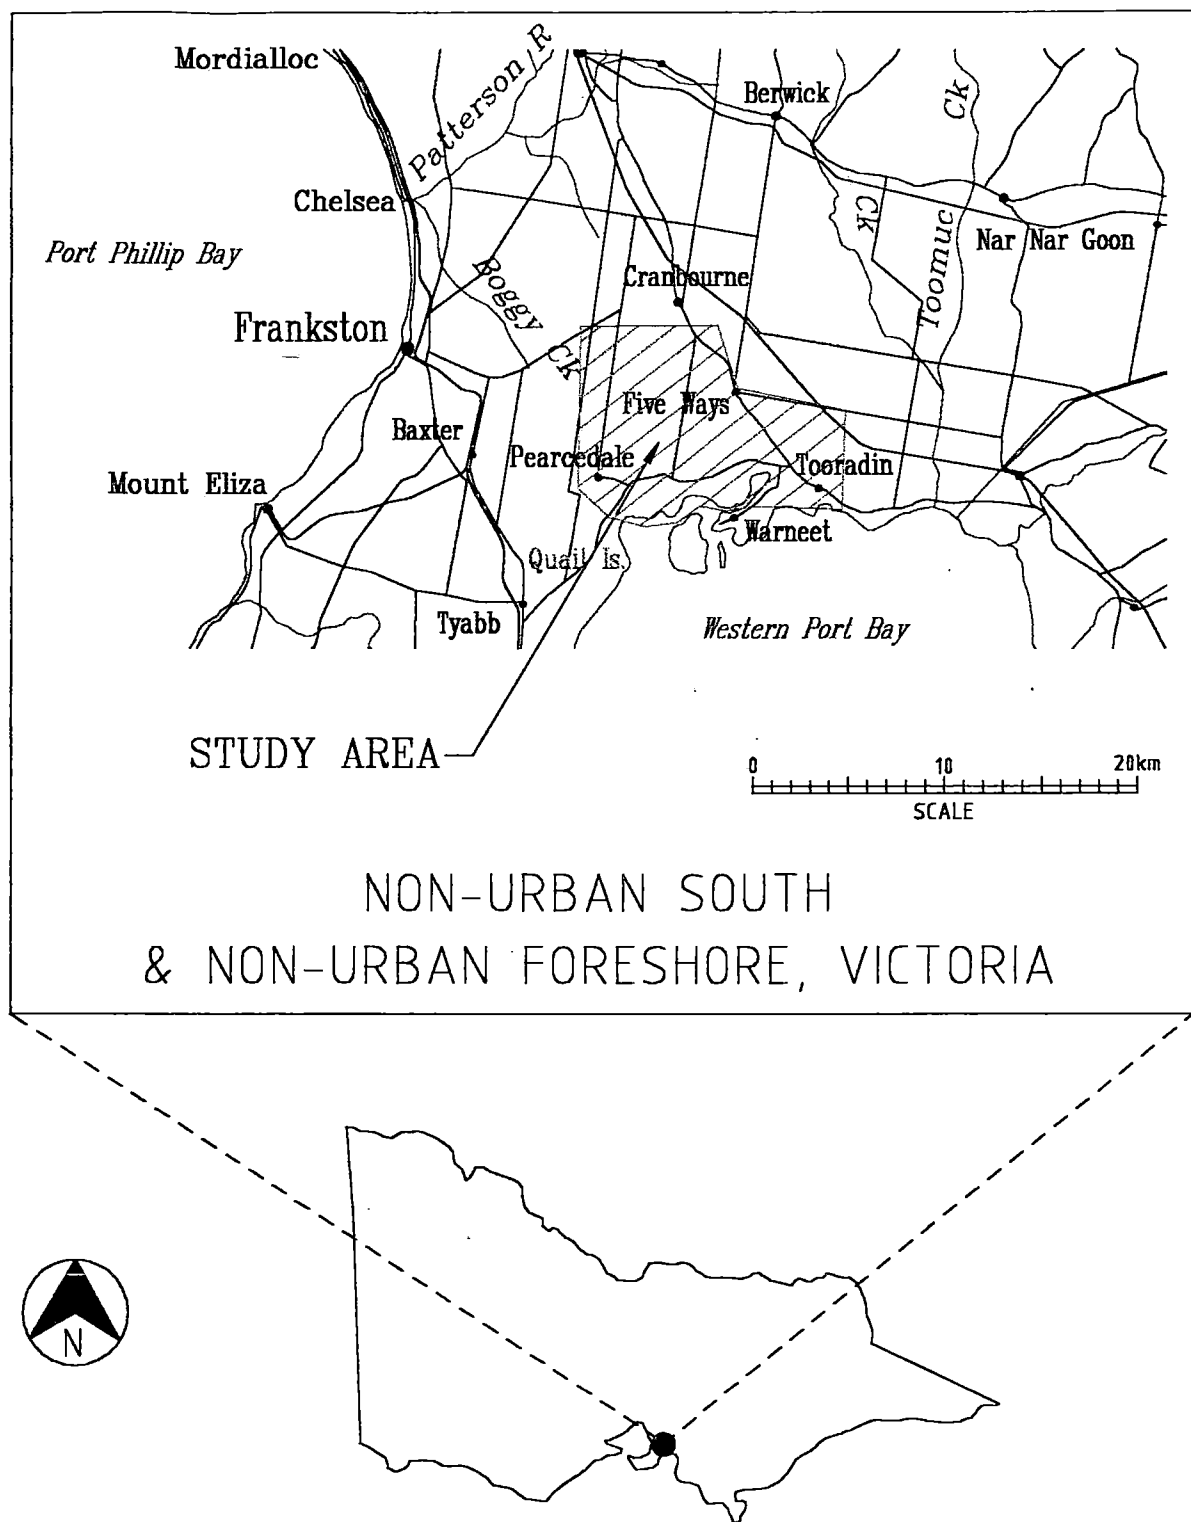 Mordialloc
Patterson R
Berwick
Ck
Chelsea
Ck
Toomuc
Nar Nar Goon
Port Phillip Bay
Boggy Ck
Cranbourne
Frankston
Five Ways
Baxter
Pearcedale
Tooradin
Mount Eliza
Warneet
Quail Is.
Tyabb
Western Port Bay
STUDY AREA
0 10 20km
SCALE
NON-URBAN SOUTH
& NON-URBAN FORESHORE, VICTORIA
N